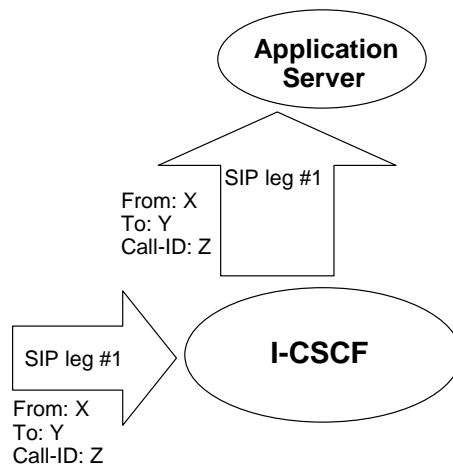 Application
Server
SIP leg #1
From: X
To: Y
Call-ID: Z
I-CSCF
SIP leg #1
From: X
To: Y
Call-ID: Z